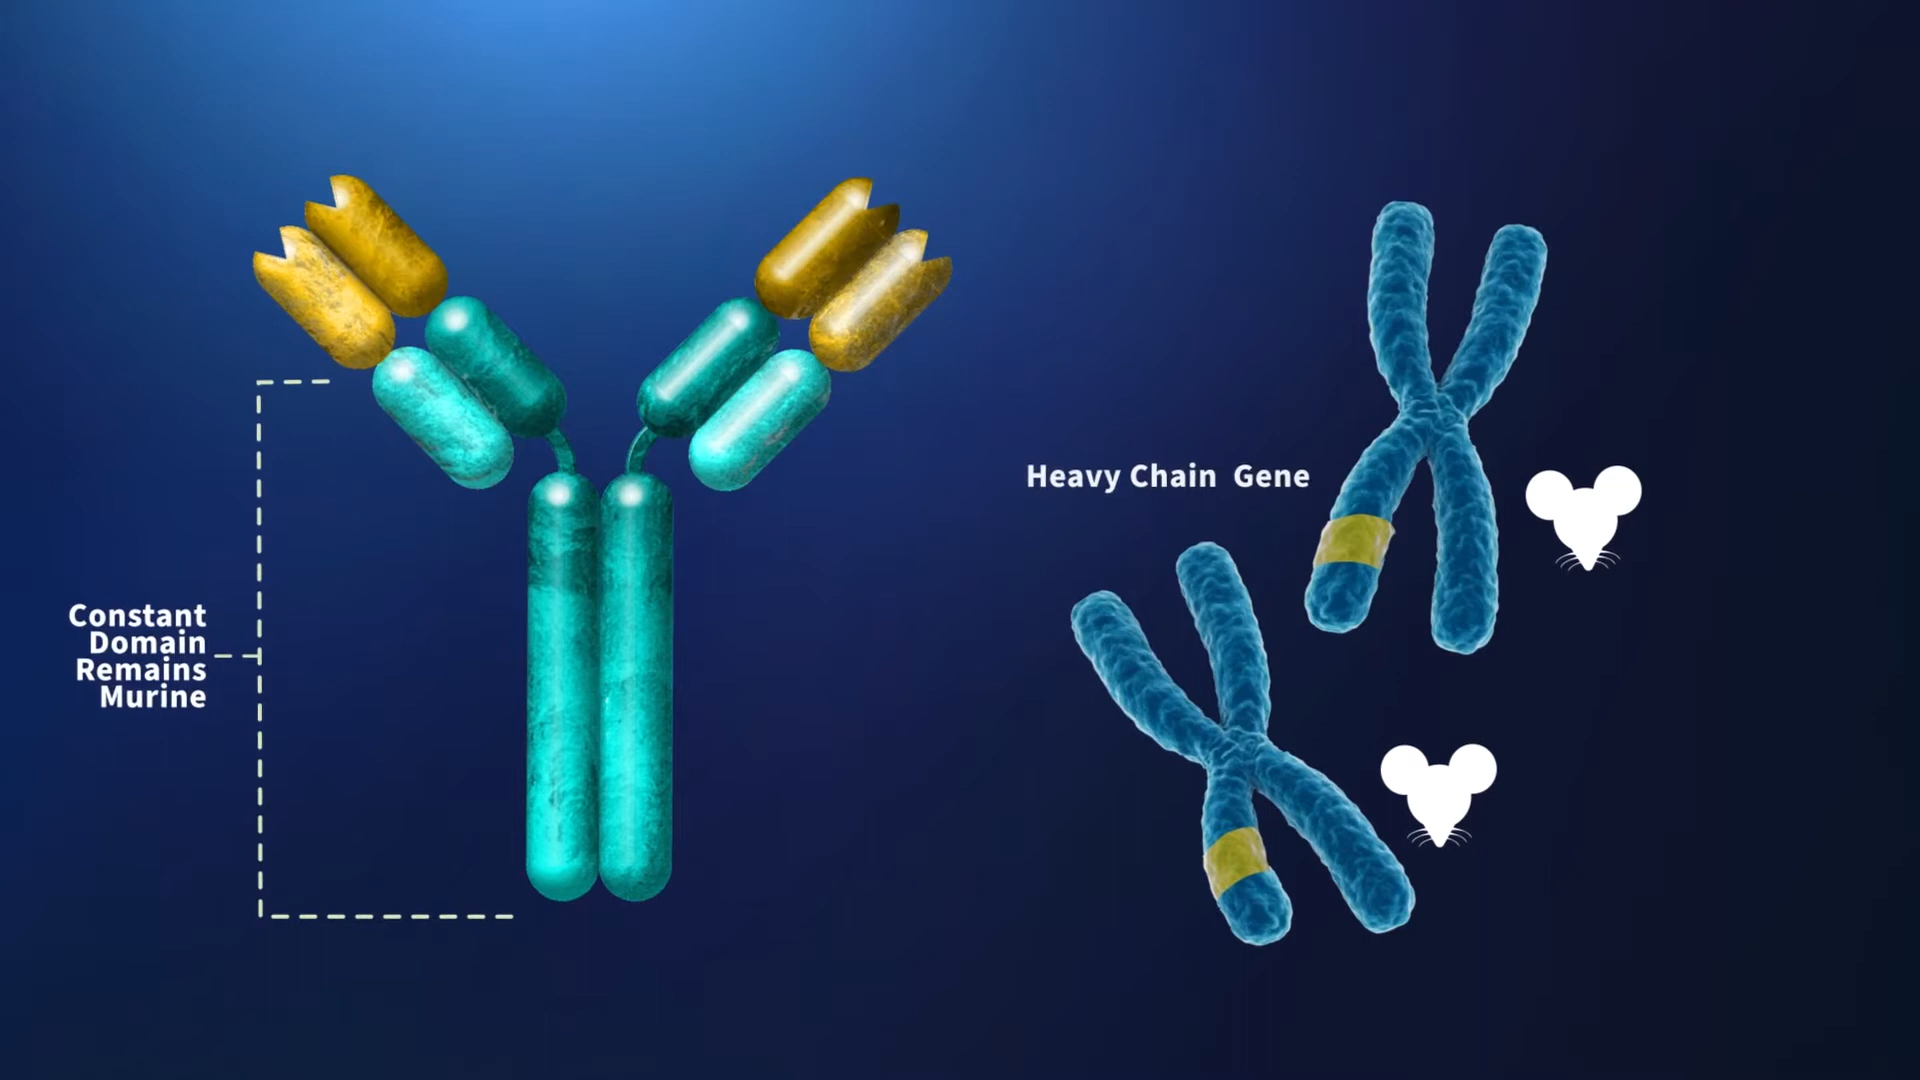 Constant
Domain
Remains
Murine
Heavy Chain Gene